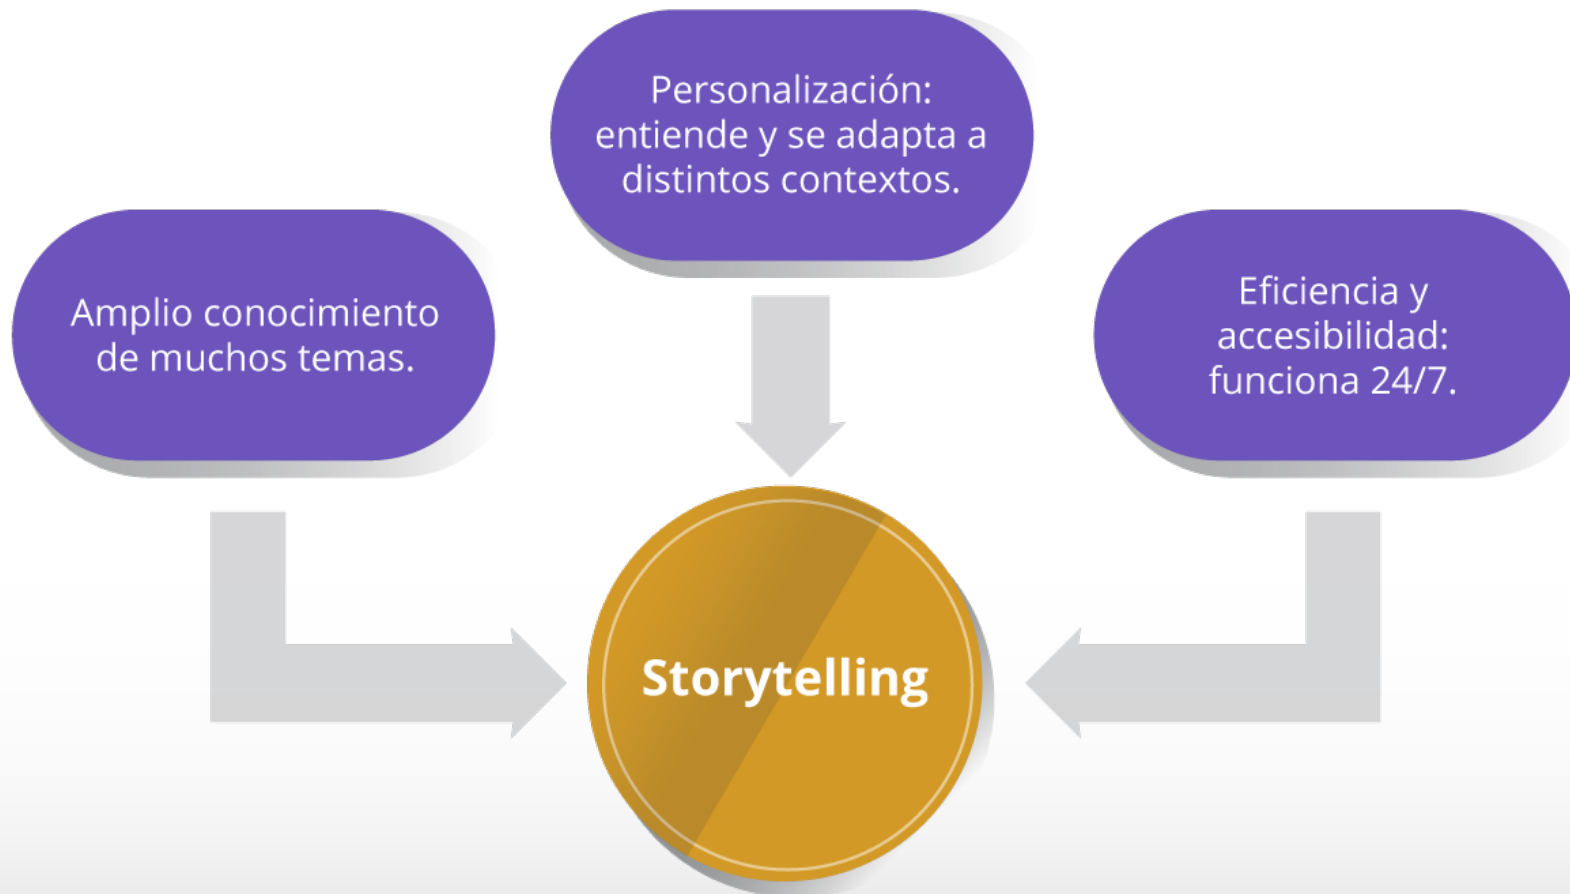 Personalización:
entiende y se adapta a
distintos contextos.
Amplio conocimiento
de muchos temas.
Eficiencia y
accesibilidad:
funciona 24/7.
Storytelling